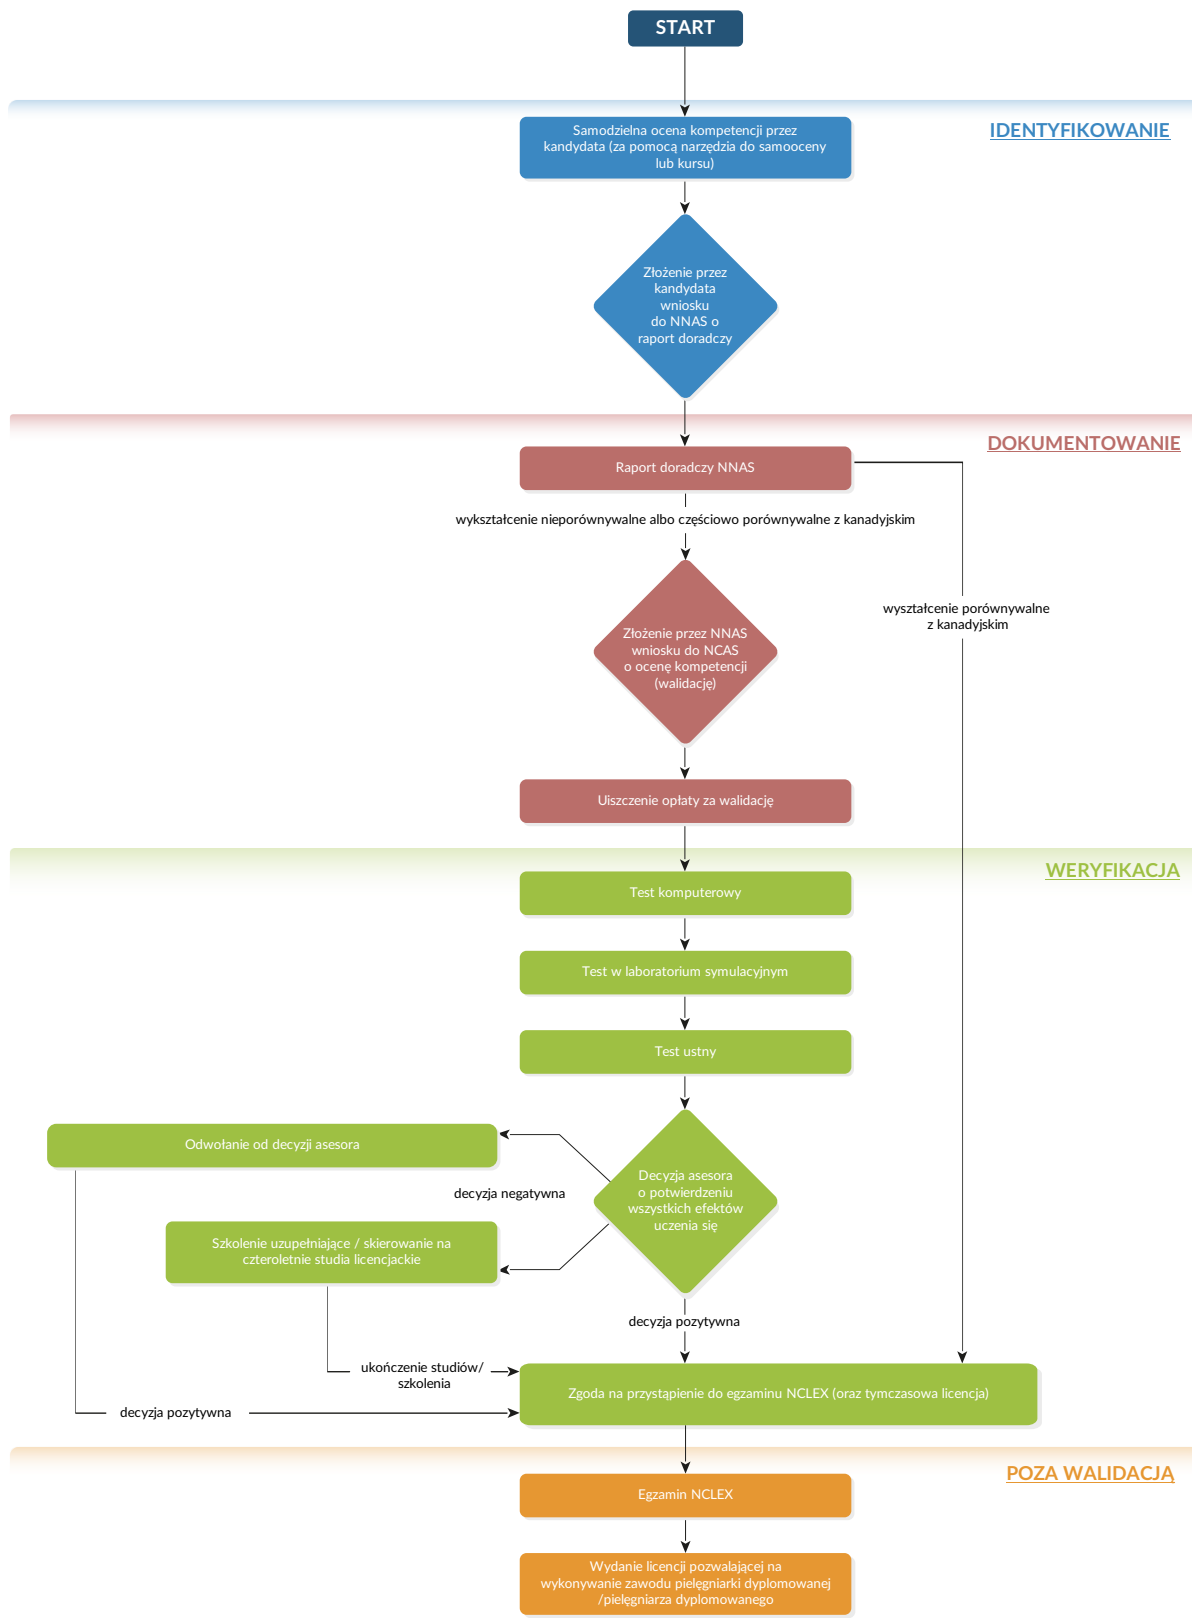 START
IDENTYFIKOWANIE
Samodzielna ocena kompetencji przez
kandydata (za pomocą narzędzia do samooceny
lub kursu)
Złożenie przez
kandydata
wniosku
do NNAS o
raport doradczy
DOKUMENTOWANIE
Raport doradczy NNAS
wykształcenie nieporównywalne albo częściowo porównywalne z kanadyjskim
wyształcenie porównywalne
z kanadyjskim
Złożenie przez NNAS
wniosku do NCAS
o ocenę kompetencji
(walidację)
Uiszczenie opłaty za walidację
WERYFIKACJA
Test komputerowy
Test w laboratorium symulacyjnym
Test ustny
Odwołanie od decyzji asesora
Decyzja asesora
o potwierdzeniu
wszystkich efektów
uczenia się
decyzja negatywna
Szkolenie uzupełniające / skierowanie na
czteroletnie studia licencjackie
decyzja pozytywna
ukończenie studiów/
szkolenia
Zgoda na przystąpienie do egzaminu NCLEX (oraz tymczasowa licencja)
decyzja pozytywna
POZA WALIDACJĄ
Egzamin NCLEX
Wydanie licencji pozwalającej na
wykonywanie zawodu pielęgniarki dyplomowanej
/pielęgniarza dyplomowanego